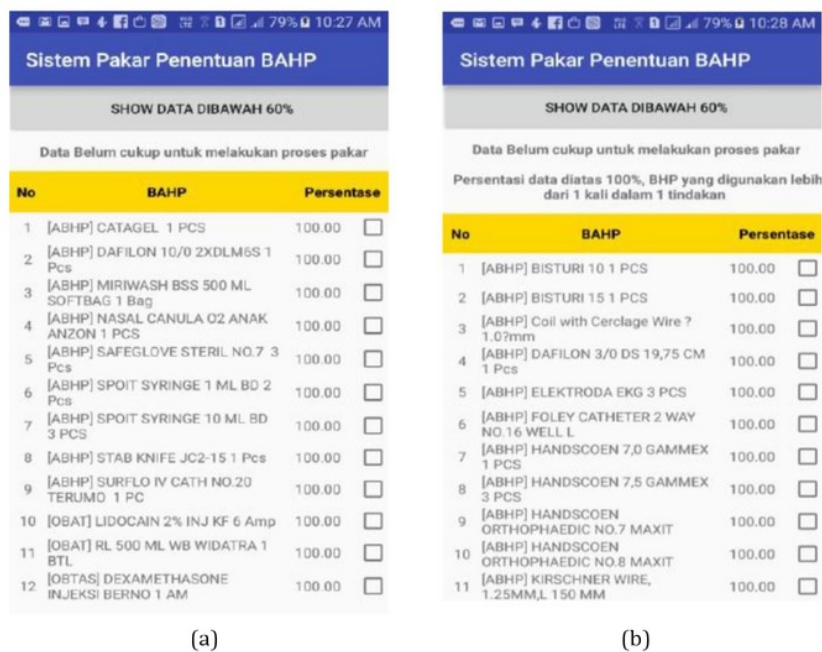 79% 10:27 AM
Sistem Pakar Penentuan BAHP
SHOW DATA DIBAWAH 60%
Data Belum cukup untuk melakukan proses pakar
No BAHP Persentase
1 [ABHP] CATAGEL 1 PCS 100.00
2 [ABHP] DAFILON 10/0 2XDLM6S 1
Pcs 100.00
3 [ABHP] MIRIWASH BSS 500 ML
SOFTBAG 1 Bag 100.00
4 [ABHP] NASAL CANULA O2 ANAK
ANZON 1 PCS 100.00
5 [ABHP] SAFEGLOVE STERIL NO.7 3
Pcs 100.00
6 [ABHP] SPOIT SYRINGE 1 ML BD 2
Pcs 100.00
7 [ABHP] SPOIT SYRINGE 10 ML BD
3 PCS 100.00
8 [ABHP] STAB KNIFE JC2-15 1 Pcs 100.00
9 [ABHP] SURFLO IV CATH NO.20
TERUMO 1 PC 100.00
10 [OBAT] LIDOCAIN 2% INJ KF 6 Amp 100.00
11 [OBAT] RL 500 ML WB WIDATRA 1
BTL 100.00
12 [OBTAS] DEXAMETHASONE
INJEKSI BERNO 1 AM 100.00
(a)
79% 10:28 AM
Sistem Pakar Penentuan BAHP
SHOW DATA DIBAWAH 60%
Data Belum cukup untuk melakukan proses pakar
Persentasi data diatas 100%, BHP yang digunakan lebih
dari 1 kali dalam 1 tindakan
No BAHP Persentase
1 [ABHP] BISTURI 10 1 PCS 100.00
2 [ABHP] BISTURI 15 1 PCS 100.00
3 [ABHP] Coil with Cerclage Wire ?
1.0?mm 100.00
4 [ABHP] DAFILON 3/0 DS 19,75 CM
1 Pcs 100.00
5 [ABHP] ELEKTRODA EKG 3 PCS 100.00
6 [ABHP] FOLEY CATHETER 2 WAY
NO.16 WELL L 100.00
7 [ABHP] HANDSCOEN 7,0 GAMMEX
1 PCS 100.00
8 [ABHP] HANDSCOEN 7,5 GAMMEX
3 PCS 100.00
9 [ABHP] HANDSCOEN
ORTHOPHAEDIC NO.7 MAXIT 100.00
10 [ABHP] HANDSCOEN
ORTHOPHAEDIC NO.8 MAXIT 100.00
11 [ABHP] KIRSCHNER WIRE,
1.25MM,L 150 MM 100.00
(b)